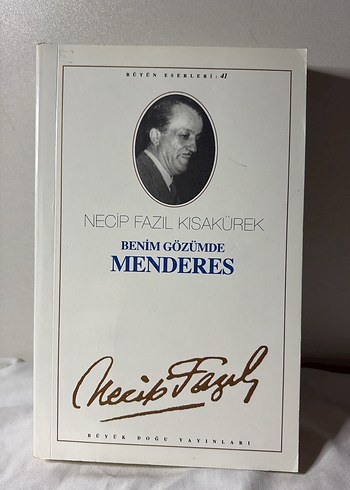 BÜTÜN ESERLERİ: 41
NECİP FAZIL KISAKÜREK
BENİM GÖZÜMDE
MENDERES
Necip Fazıl
BÜYÜK DOĞU YAYINLARI